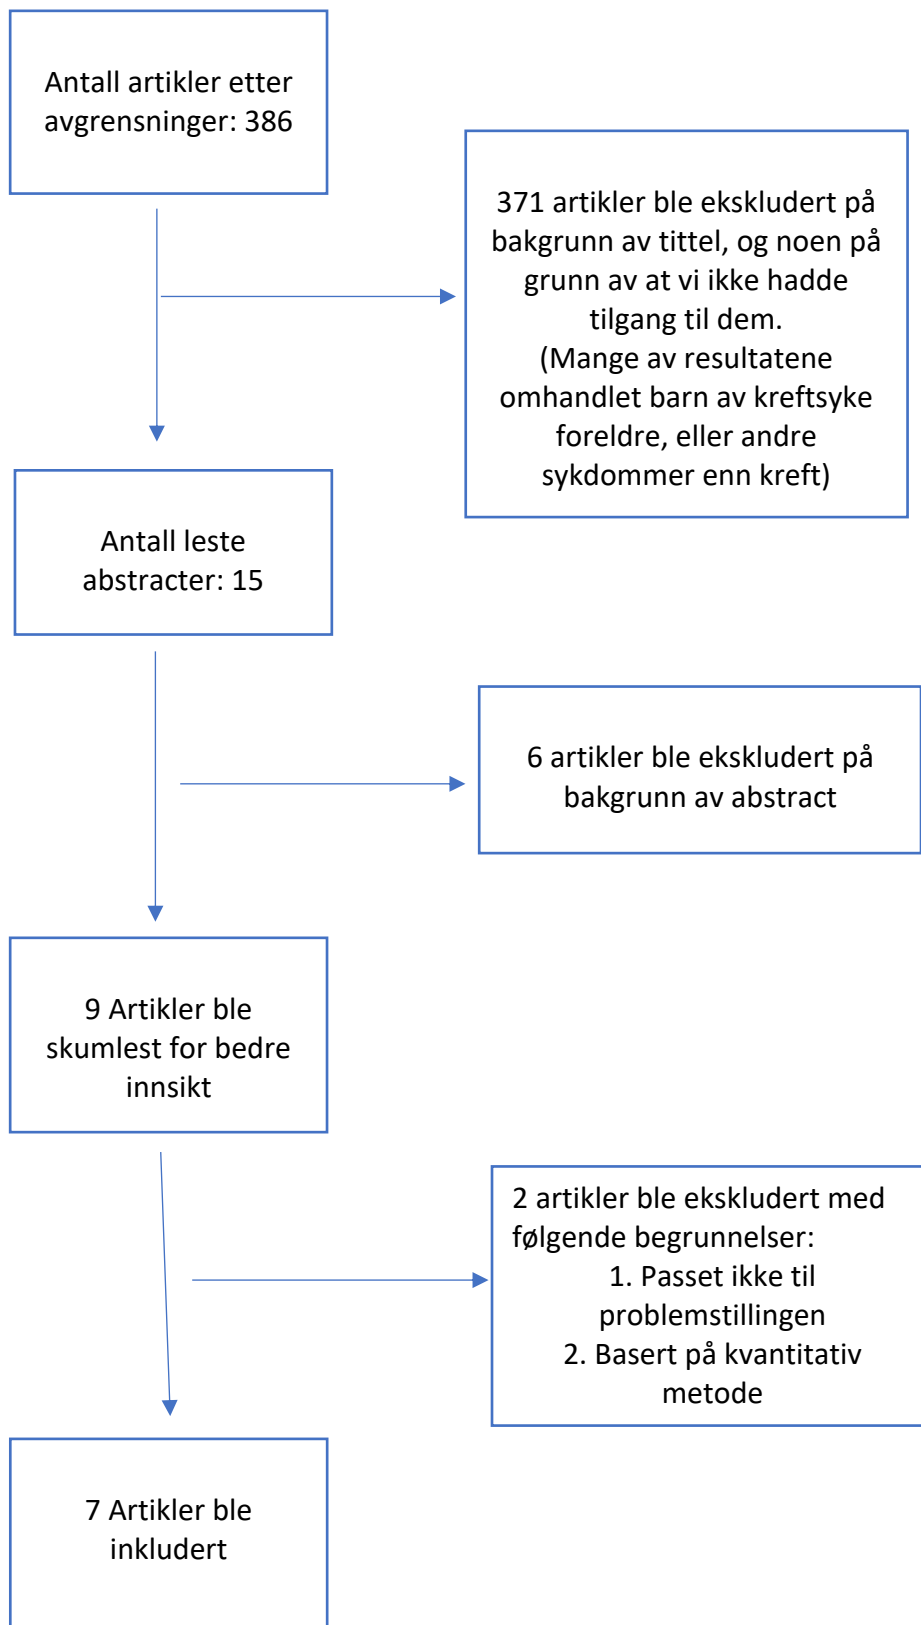 Antall artikler etter
avgrensninger: 386
371 artikler ble ekskludert på
bakgrunn av tittel, og noen på
grunn av at vi ikke hadde
tilgang til dem.
(Mange av resultatene
omhandlet barn av kreftsyke
foreldre, eller andre
sykdommer enn kreft)
Antall leste
abstracter: 15
6 artikler ble ekskludert på
bakgrunn av abstract
9 Artikler ble
skumlest for bedre
innsikt
2 artikler ble ekskludert med
følgende begrunnelser:
1. Passet ikke til
problemstillingen
2. Basert på kvantitativ
metode
7 Artikler ble
inkludert